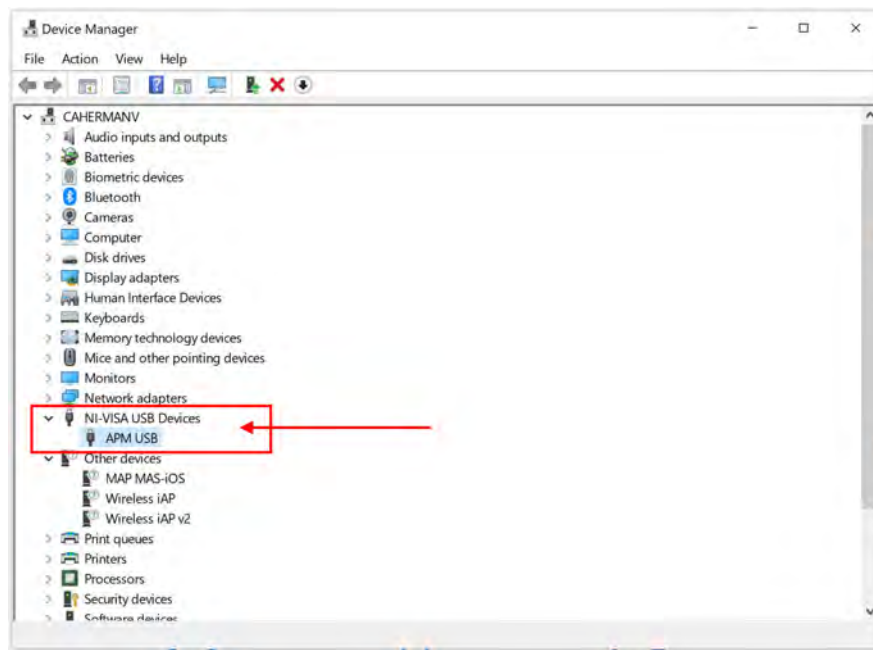 Device Manager
File Action View Help
CAHERMANV
Audio inputs and outputs
Batteries
Biometric devices
Bluetooth
Cameras
Computer
Disk drives
Display adapters
Human Interface Devices
Keyboards
Memory technology devices
Mice and other pointing devices
Monitors
Network adapters
NI-VISA USB Devices
APM USB
Other devices
MAP MAS-iOS
Wireless iAP
Wireless iAP v2
Print queues
Printers
Processors
Security devices
Software devices